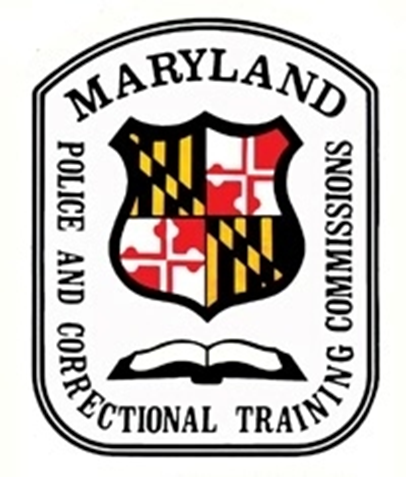 MARYLAND
POLICE AND CORRECTIONAL TRAINING COMMISSIONS